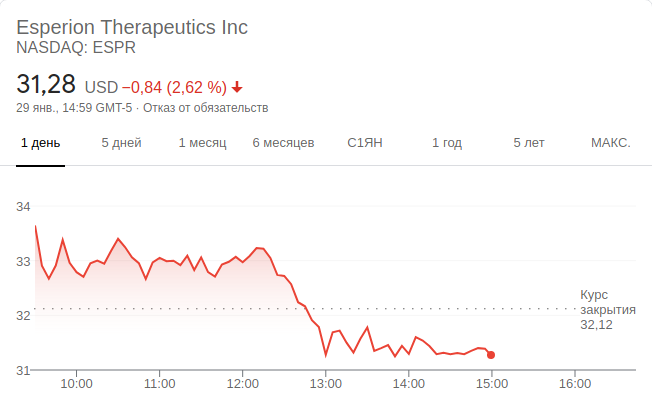 Esperion Therapeutics Inc
NASDAQ: ESPR
31,28 USD −0,84 (2,62 %)
29 янв., 14:59 GMT-5 · Отказ от обязательств
1 день 5 дней 1 месяц 6 месяцев С1ЯН 1 год 5 лет МАКС.
34
33
32
31
Курс
закрытия
32,12
10:00 11:00 12:00 13:00 14:00 15:00 16:00